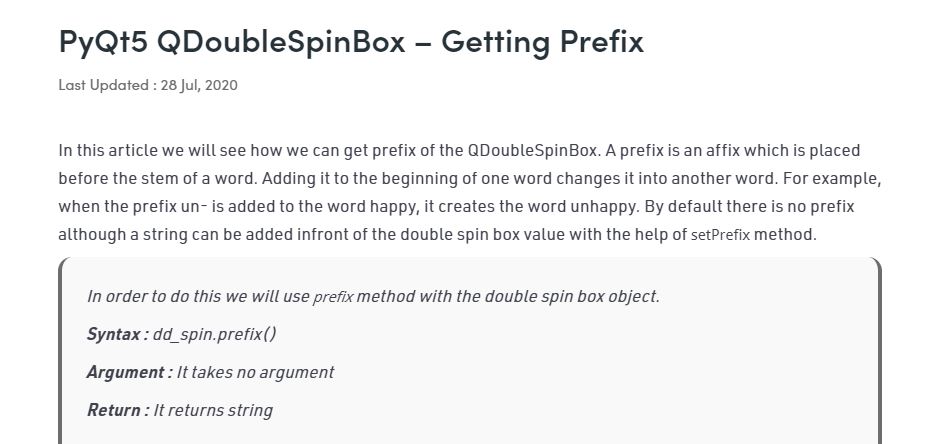 PyQt5 QDoubleSpinBox – Getting Prefix
Last Updated : 28 Jul, 2020
In this article we will see how we can get prefix of the QDoubleSpinBox. A prefix is an affix which is placed
before the stem of a word. Adding it to the beginning of one word changes it into another word. For example,
when the prefix un- is added to the word happy, it creates the word unhappy. By default there is no prefix
although a string can be added infront of the double spin box value with the help of setPrefix method.
In order to do this we will use prefix method with the double spin box object.
Syntax : dd_spin.prefix()
Argument : It takes no argument
Return : It returns string